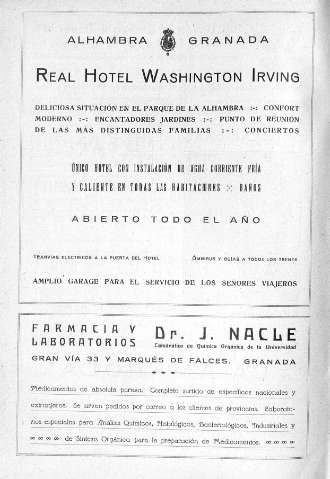 ALHAMBRA GRANADA
REAL HOTEL WASHINGTON IRVING
DELICIOSA SITUACIÓN EN EL PARQUE DE LA ALHAMBRA :-: CONFORT
MODERNO :-: ENCANTADORES JARDINES :-: PUNTO DE REUNIÓN
DE LAS MÁS DISTINGUIDAS FAMILIAS :-: CONCIERTOS
ÚNICO HOTEL CON INSTALACIÓN DE AGUA CORRIENTE FRÍA
Y CALIENTE EN TODAS LAS HABITACIONES BAÑOS
ABIERTO TODO EL AÑO
TRANVÍAS ELÉCTRICOS A LA PUERTA DEL HOTEL ÓMNIBUS Y GUÍAS A TODOS LOS TRENES
AMPLIO GARAGE PARA EL SERVICIO DE LOS SEÑORES VIAJEROS
FARMACIA Y
LABORATORIOS
Dr. J. NACLE
Catedrático de Química Orgánica de la Universidad
GRAN VÍA 33 Y MARQUÉS DE FALCES. GRANADA
Medicamentos de absoluta pureza. Completo surtido de específicos nacionales y
extranjeros. Se sirven pedidos por correo a los clientes de provincias. Laborato-
rios especiales para Análisis Químicos, Histológicos, Bacteriológicos, Industriales y
de Síntesis Orgánica para la preparación de Medicamentos.